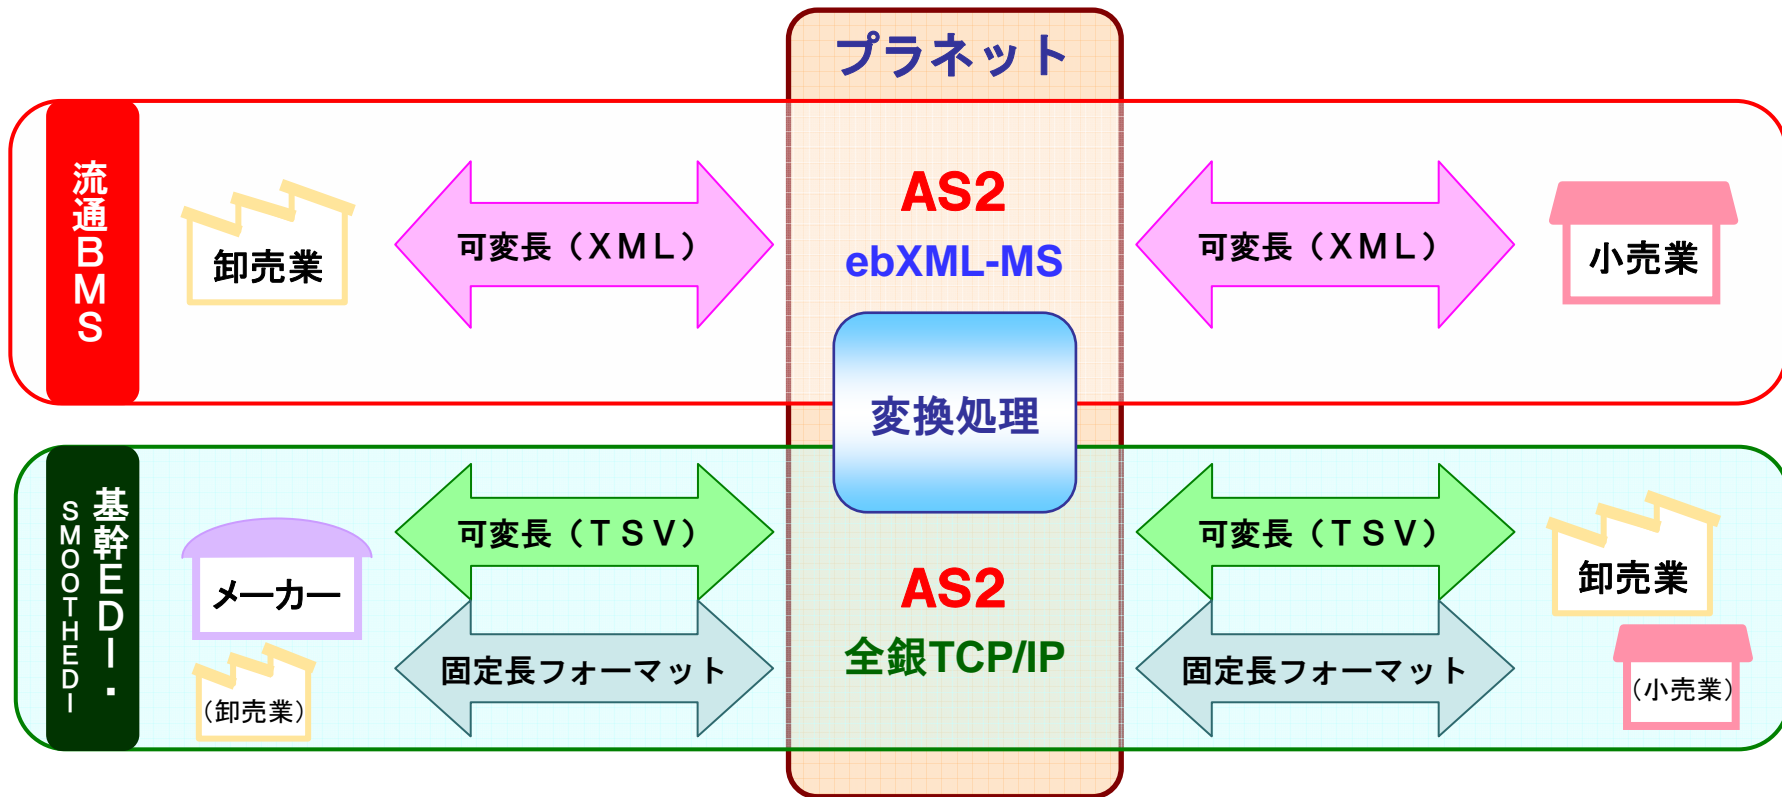 プラネット
流通BMS
卸売業
可変長（XML）
AS2
ebXML-MS
可変長（XML）
小売業
変換処理
基幹EDI・
SMOOTHEDI
メーカー
（卸売業）
可変長（TSV）
固定長フォーマット
AS2
全銀TCP/IP
可変長（TSV）
固定長フォーマット
卸売業
（小売業）